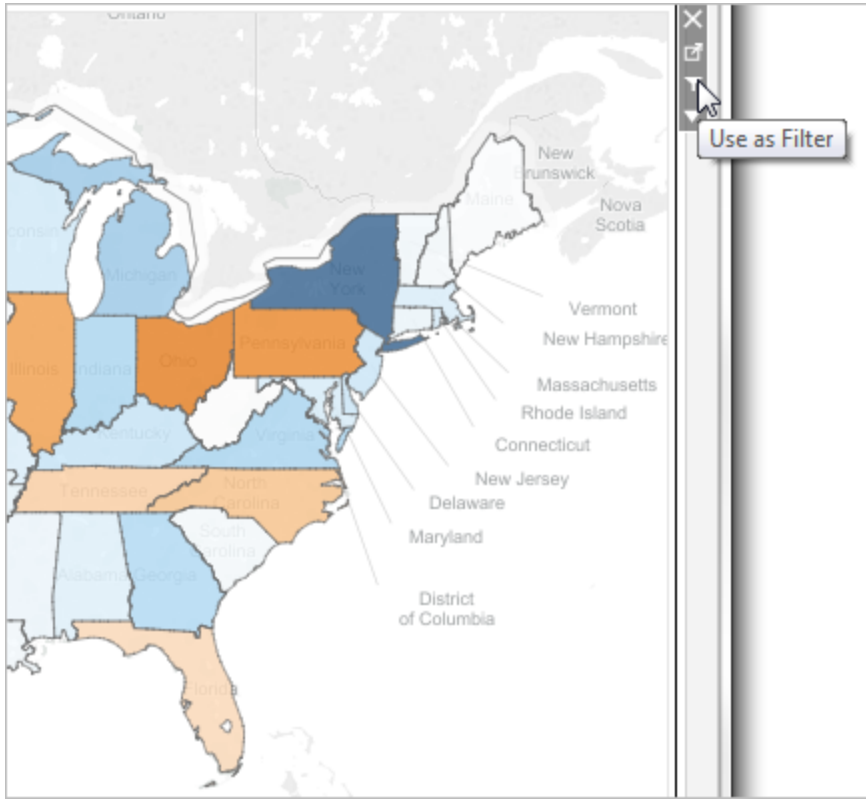 Ontario
Use as Filter
New
Brunswick
Maine
Nova
Scotia
consin
Michigan
New
York
Vermont
New Hampshire
Illinois
Indiana
Ohio
Pennsylvania
Massachusetts
Rhode Island
Kentucky
Virginia
Connecticut
New Jersey
Tennessee
North
Carolina
Delaware
Maryland
South
Carolina
Alabama
Georgia
District
of Columbia
Florida